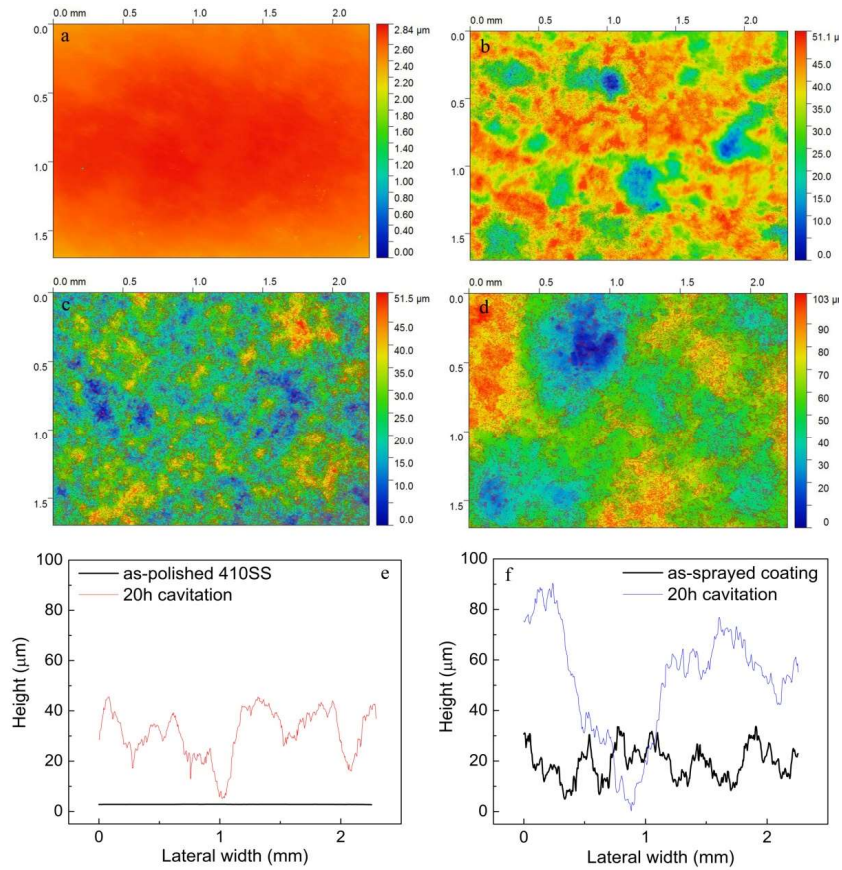 0.0 mm 0.5 1.0 1.5 2.0
a
0.0
0.5
1.0
1.5
2.84 μm
2.40
2.20
2.00
1.80
1.60
1.40
1.20
1.00
0.80
0.60
0.40
0.00
0.0 mm 0.5 1.0 1.5 2.0
b
0.0
0.5
1.0
1.5
51.1 μ
45.0
40.0
35.0
30.0
25.0
20.0
15.0
10.0
0.0
0.0 mm 0.5 1.0 1.5 2.0
c
0.0
0.5
1.0
1.5
51.5 μm
45.0
40.0
35.0
30.0
25.0
20.0
15.0
10.0
0.0
0.0 mm 0.5 1.0 1.5 2.0
d
0.0
0.5
1.0
1.5
103 μ
90
80
70
60
50
40
30
20
0
as-polished 410SS
20h cavitation
e
100
80
60
40
20
0
Height (μm)
0 1 2
Lateral width (mm)
as-sprayed coating
20h cavitation
f
100
80
60
40
20
0
Height (μm)
0 1 2
Lateral width (mm)